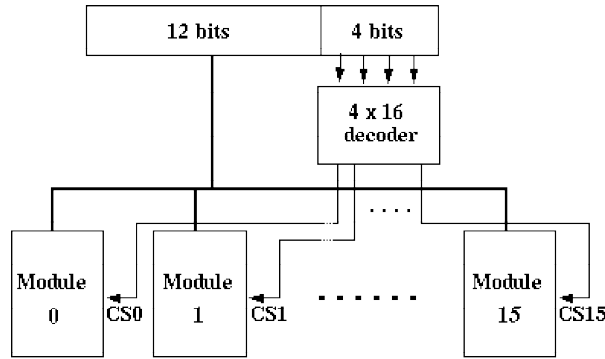 12 bits
4 bits
4 x 16
decoder
Module
0
CS0
Module
1
CS1
Module
15
CS15